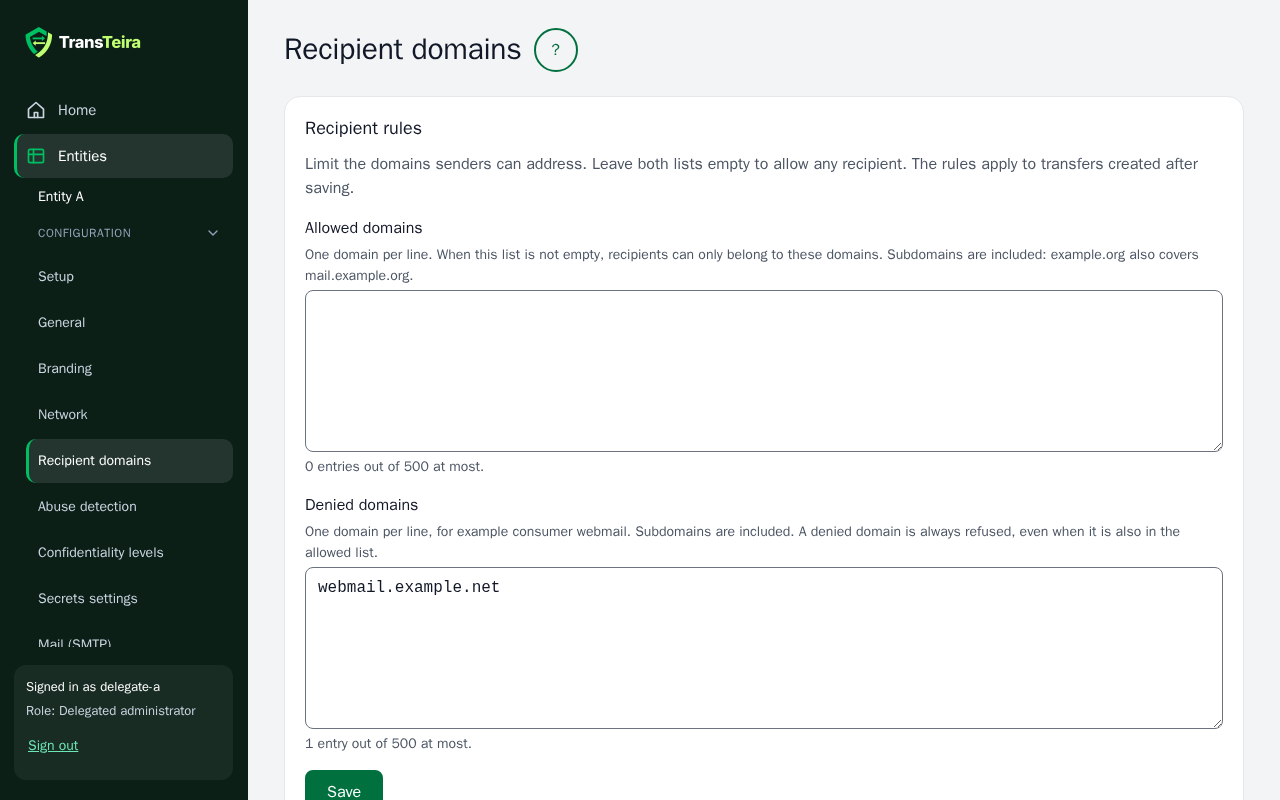 TransTeira
Home
Entities
Entity A
CONFIGURATION
Setup
General
Branding
Network
Recipient domains
Abuse detection
Confidentiality levels
Secrets settings
Mail (SMTP)
Signed in as delegate-a
Role: Delegated administrator
Sign out
Recipient domains ?
Recipient rules
Limit the domains senders can address. Leave both lists empty to allow any recipient. The rules apply to transfers created after
saving.
Allowed domains
One domain per line. When this list is not empty, recipients can only belong to these domains. Subdomains are included: example.org also covers
mail.example.org.
0 entries out of 500 at most.
Denied domains
One domain per line, for example consumer webmail. Subdomains are included. A denied domain is always refused, even when it is also in the
allowed list.
webmail.example.net
1 entry out of 500 at most.
Save